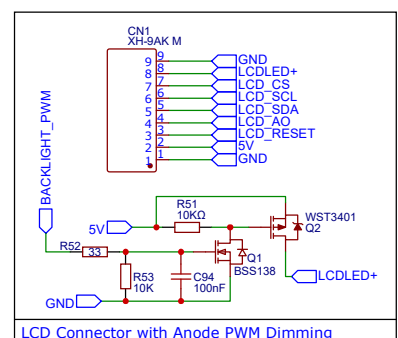 CN1
XH-9AK M
9 9 GND
8 8 LCDLED+
7 7 LCD_CS
6 6 LCD_SCL
5 5 LCD_SDA
4 4 LCD_AO
3 3 LCD_RESET
2 2 5V
1 1 GND
BACKLIGHT_PWM
R51
10KΩ
5V
WST3401
Q2
R52
33
Q1
BSS138
R53
10K
C94
100nF
LCDLED+
GND
LCD Connector with Anode PWM Dimming